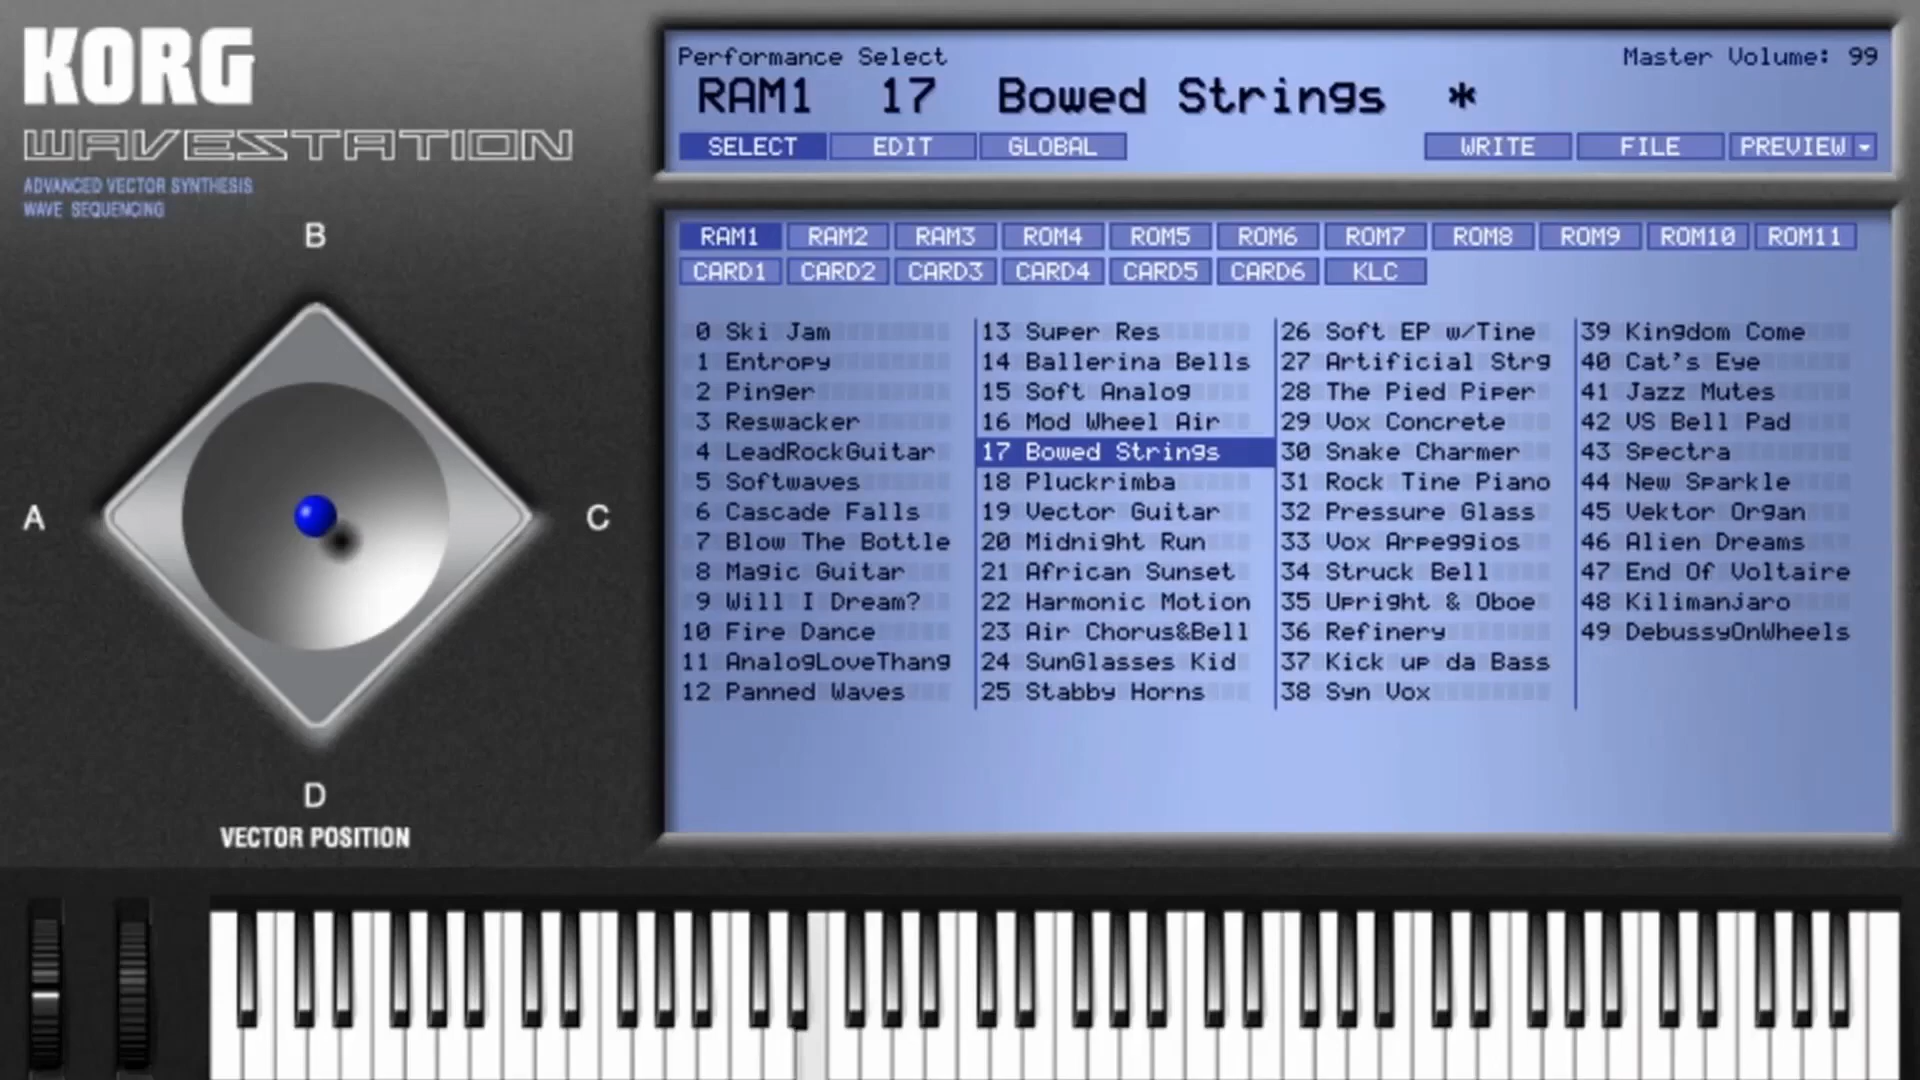 KORG
WAVESTATION
ADVANCED VECTOR SYNTHESIS
WAVE SEQUENCING
B
A
C
D
VECTOR POSITION
Performance Select Master Volume: 99
RAM1 17 Bowed Strings *
SELECT EDIT GLOBAL WRITE FILE PREVIEW
RAM1 RAM2 RAM3 ROM4 ROM5 ROM6 ROM7 ROM8 ROM9 ROM10 ROM11
CARD1 CARD2 CARD3 CARD4 CARD5 CARD6 KLC
0 Ski Jam
1 Entropy
2 Pinger
3 Reswacker
4 LeadRockGuitar
5 Softwaves
6 Cascade Falls
7 Blow The Bottle
8 Magic Guitar
9 Will I Dream?
10 Fire Dance
11 AnalogLoveThang
12 Panned Waves
13 Super Res
14 Ballerina Bells
15 Soft Analog
16 Mod Wheel Air
17 Bowed Strings
18 Pluckrimba
19 Vector Guitar
20 Midnight Run
21 African Sunset
22 Harmonic Motion
23 Air Chorus&Bell
24 SunGlasses Kid
25 Stabby Horns
26 Soft EP w/Tine
27 Artificial Strg
28 The Pied Piper
29 Vox Concrete
30 Snake Charmer
31 Rock Tine Piano
32 Pressure Glass
33 Vox Arpeggios
34 Struck Bell
35 Upright & Oboe
36 Refinery
37 Kick up da Bass
38 Syn Vox
39 Kingdom Come
40 Cat's Eye
41 Jazz Mutes
42 VS Bell Pad
43 Spectra
44 New Sparkle
45 Vektor Organ
46 Alien Dreams
47 End Of Voltaire
48 Kilimanjaro
49 DebussyOnWheels